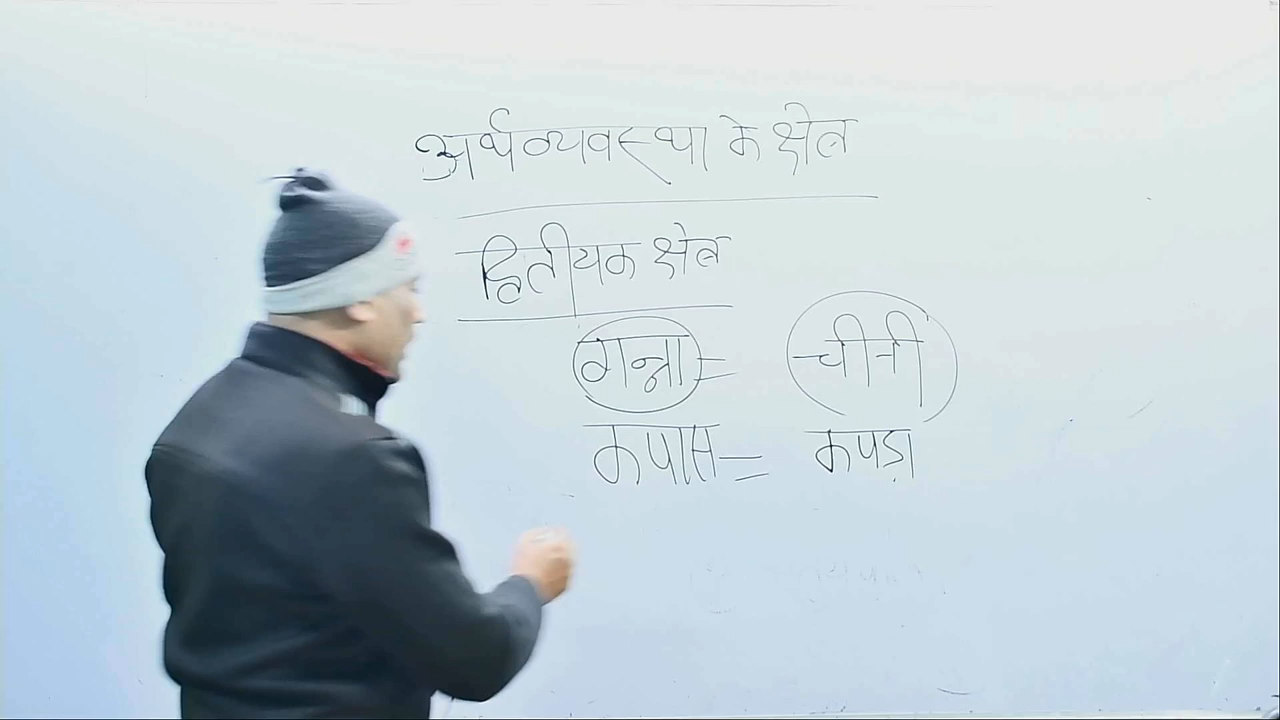 अर्थव्यवस्था के क्षेत्र
द्वितीयक क्षेत्र
गन्ना = चीनी
कपास = कपड़ा